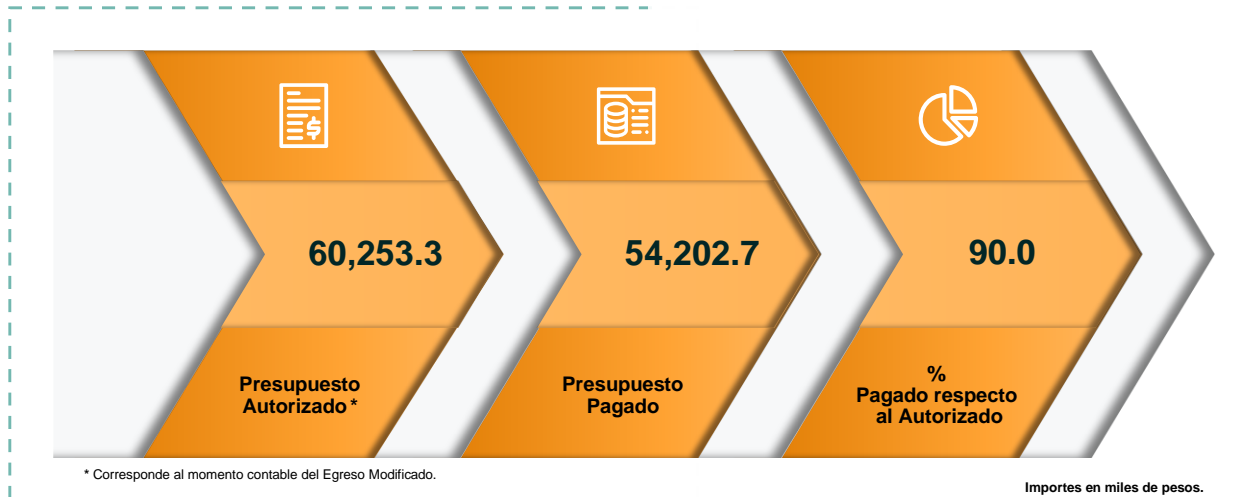 60,253.3
Presupuesto
Autorizado *
54,202.7
Presupuesto
Pagado
90.0
%
Pagado respecto
al Autorizado
* Corresponde al momento contable del Egreso Modificado.
Importes en miles de pesos.